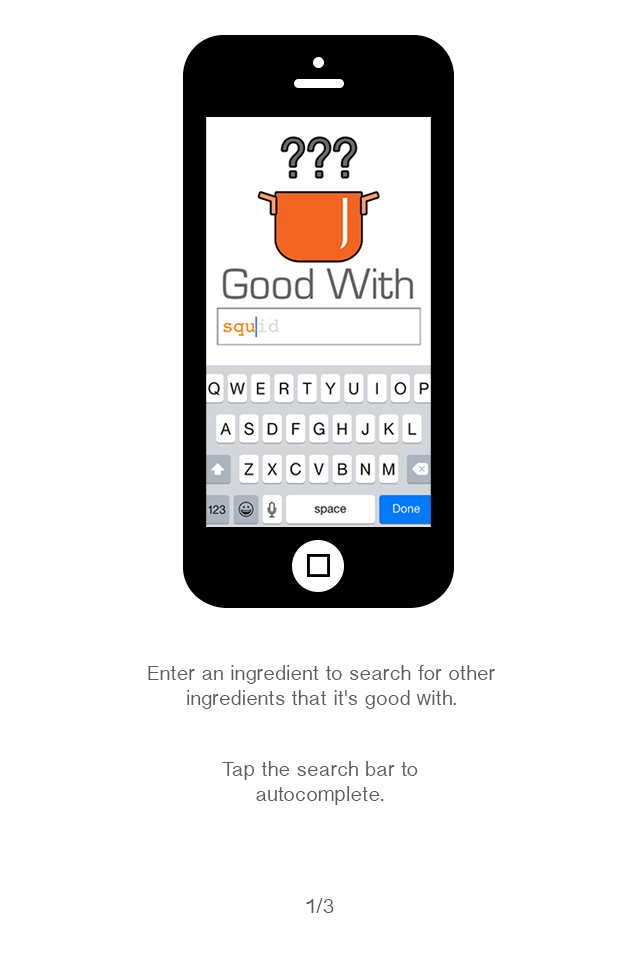 ???
Good With
squid
Q W E R T Y U I O P
A S D F G H J K L
Z X C V B N M
123 space Done
Enter an ingredient to search for other
ingredients that it's good with.
Tap the search bar to
autocomplete.
1/3